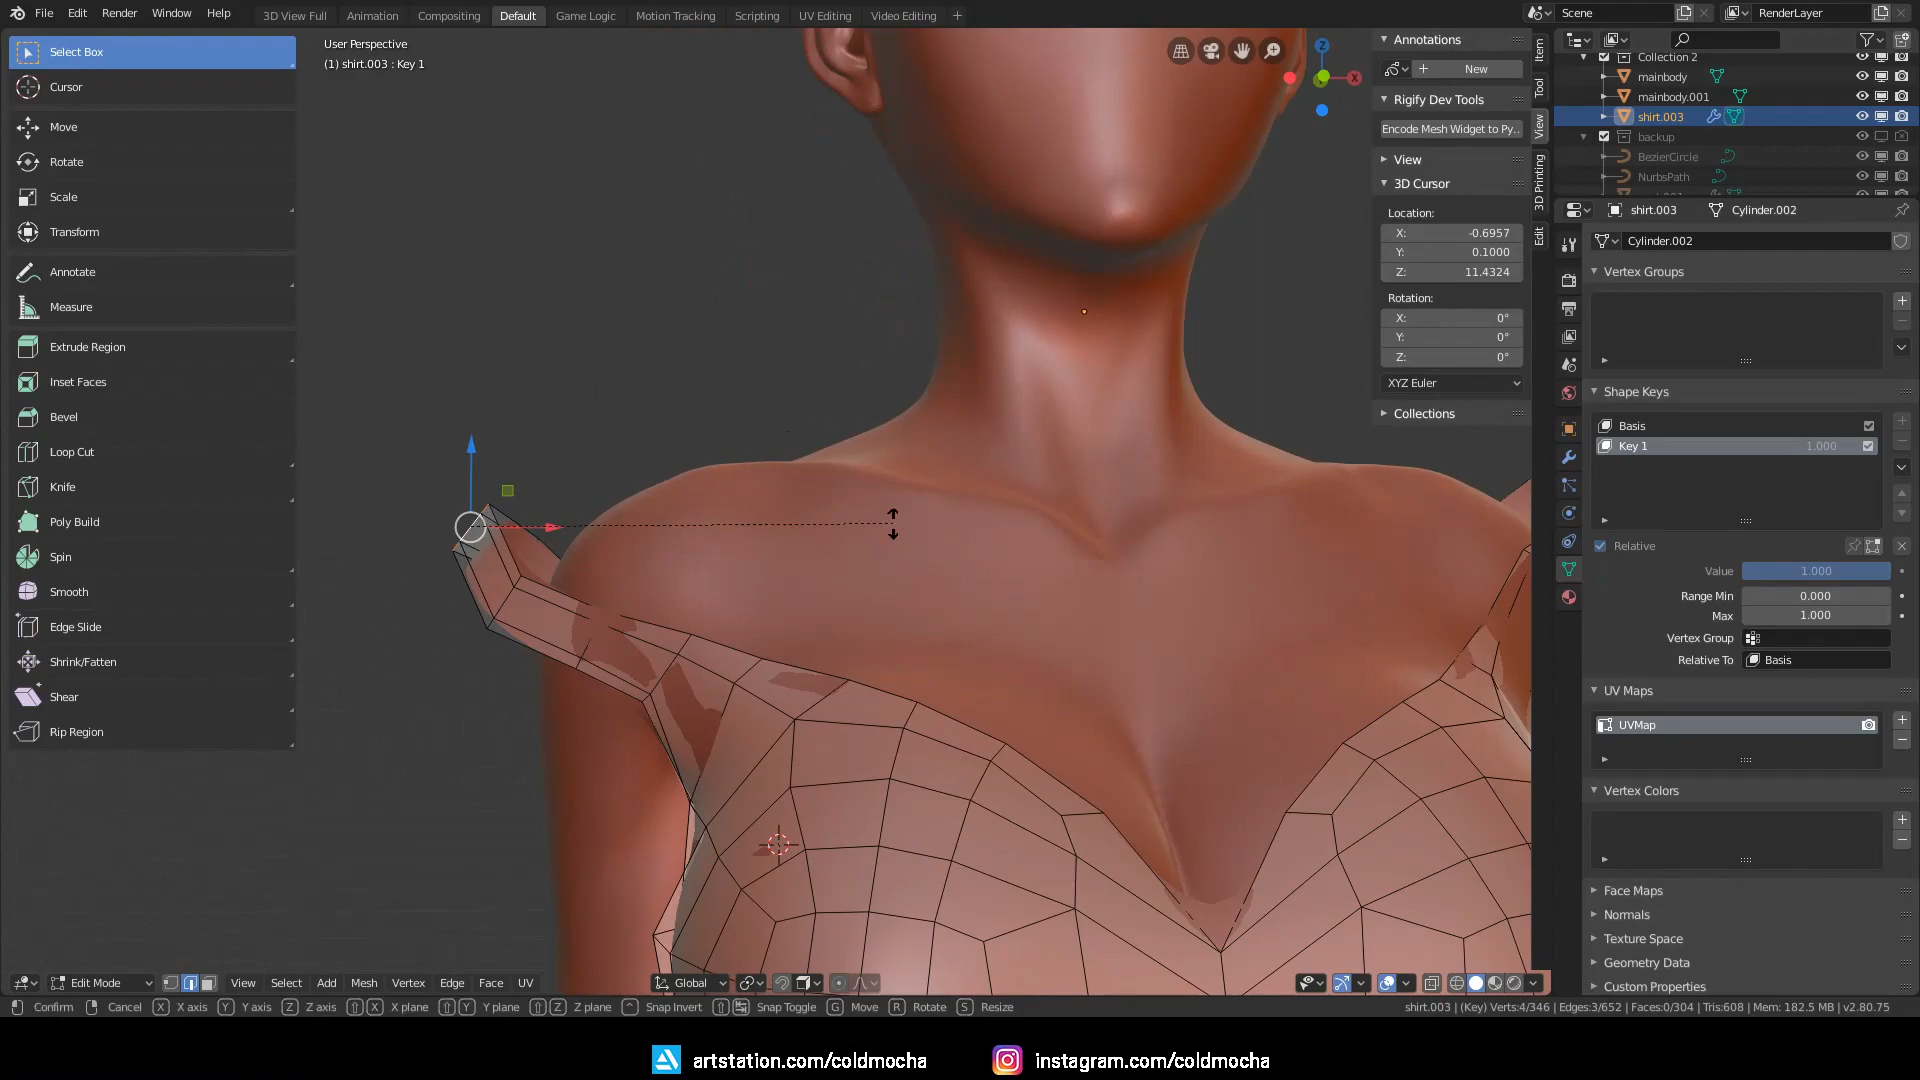 File Edit Render Window Help 3D View Full Animation Compositing Default Game Logic Motion Tracking Scripting UV Editing Video Editing Scene RenderLayer
Select Box
Cursor
Move
Rotate
Scale
Transform
Annotate
Measure
Extrude Region
Inset Faces
Bevel
Loop Cut
Knife
Poly Build
Spin
Smooth
Edge Slide
Shrink/Fatten
Shear
Rip Region
User Perspective
(1) shirt.003 : Key 1
Z
X
Annotations
New
Rigify Dev Tools
Encode Mesh Widget to Py..
View
3D Cursor
Location:
X: -0.6957
Y: 0.1000
Z: 11.4324
Rotation:
X: 0°
Y: 0°
Z: 0°
XYZ Euler
Collections
Item
Tool
View
3D Printing
Edit
Collection 2
mainbody
mainbody.001
shirt.003
backup
BezierCircle
NurbsPath
shirt.003 Cylinder.002
Cylinder.002
Vertex Groups
Shape Keys
Basis
Key 1 1.000
Relative
Value 1.000
Range Min 0.000
Max 1.000
Vertex Group
Relative To Basis
UV Maps
UVMap
Vertex Colors
Face Maps
Normals
Texture Space
Geometry Data
Custom Properties
Edit Mode View Select Add Mesh Vertex Edge Face UV Global
Confirm Cancel X X axis Y Y axis Z Z axis X X plane Y Y plane Z Z plane Snap Invert Snap Toggle G Move R Rotate S Resize shirt.003 | (Key) Verts:4/346 | Edges:3/652 | Faces:0/304 | Tris:608 | Mem: 182.5 MB | v2.80.75
artstation.com/coldmocha instagram.com/coldmocha